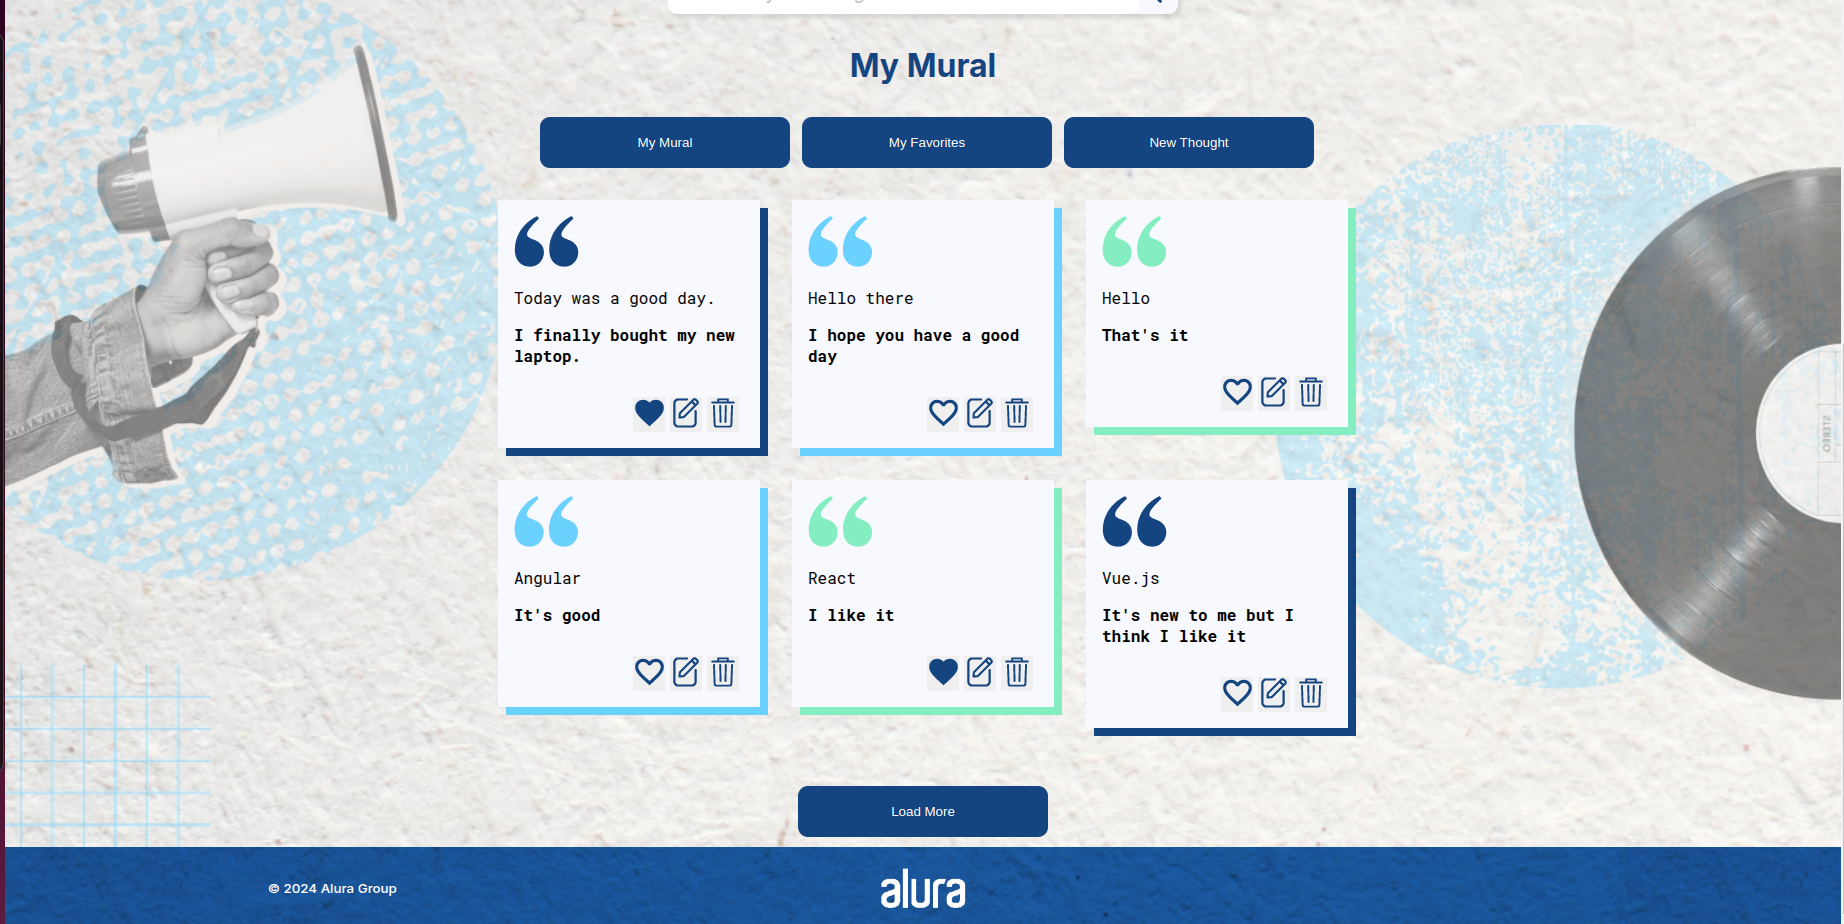 My Mural
My Mural
My Favorites
New Thought
Today was a good day.
I finally bought my new
laptop.
Hello there
I hope you have a good
day
Hello
That's it
Angular
It's good
React
I like it
Vue.js
It's new to me but I
think I like it
STEREO
Load More
© 2024 Alura Group
alura